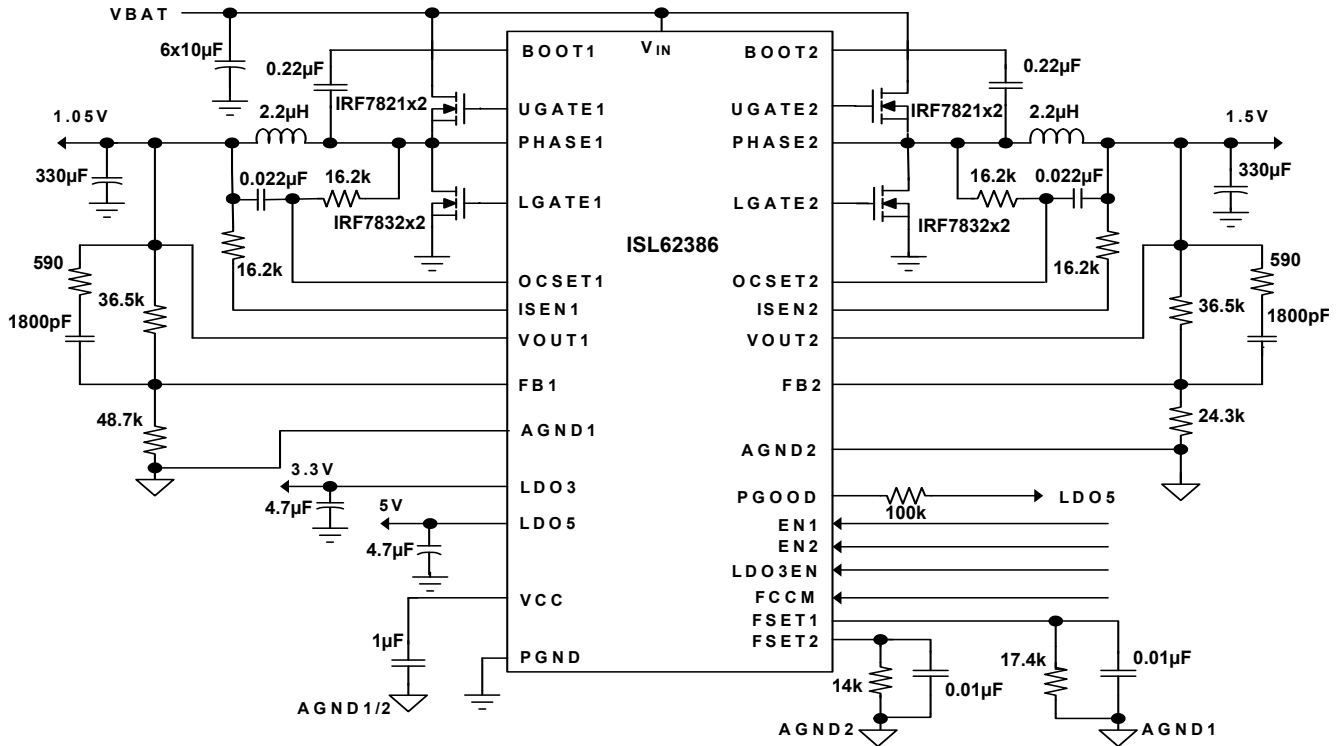 VBAT
6x10µF
0.22µF
IRF7821x2
2.2µH
1.05V
330µF
0.022µF
16.2k
IRF7832x2
16.2k
590
36.5k
1800pF
48.7k
3.3V
4.7µF
5V
4.7µF
1µF
AGND1/2
VIN
BOOT1
UGATE1
PHASE1
LGATE1
ISL62386
OCSET1
ISEN1
VOUT1
FB1
AGND1
LDO3
LDO5
VCC
PGND
BOOT2
UGATE2
PHASE2
LGATE2
OCSET2
ISEN2
VOUT2
FB2
AGND2
PGOOD
EN1
EN2
LDO3EN
FCCM
FSET1
FSET2
0.22µF
IRF7821x2
2.2µH
1.5V
330µF
16.2k
0.022µF
IRF7832x2
16.2k
590
36.5k
1800pF
24.3k
100k
LDO5
14k
0.01µF
AGND2
17.4k
0.01µF
AGND1